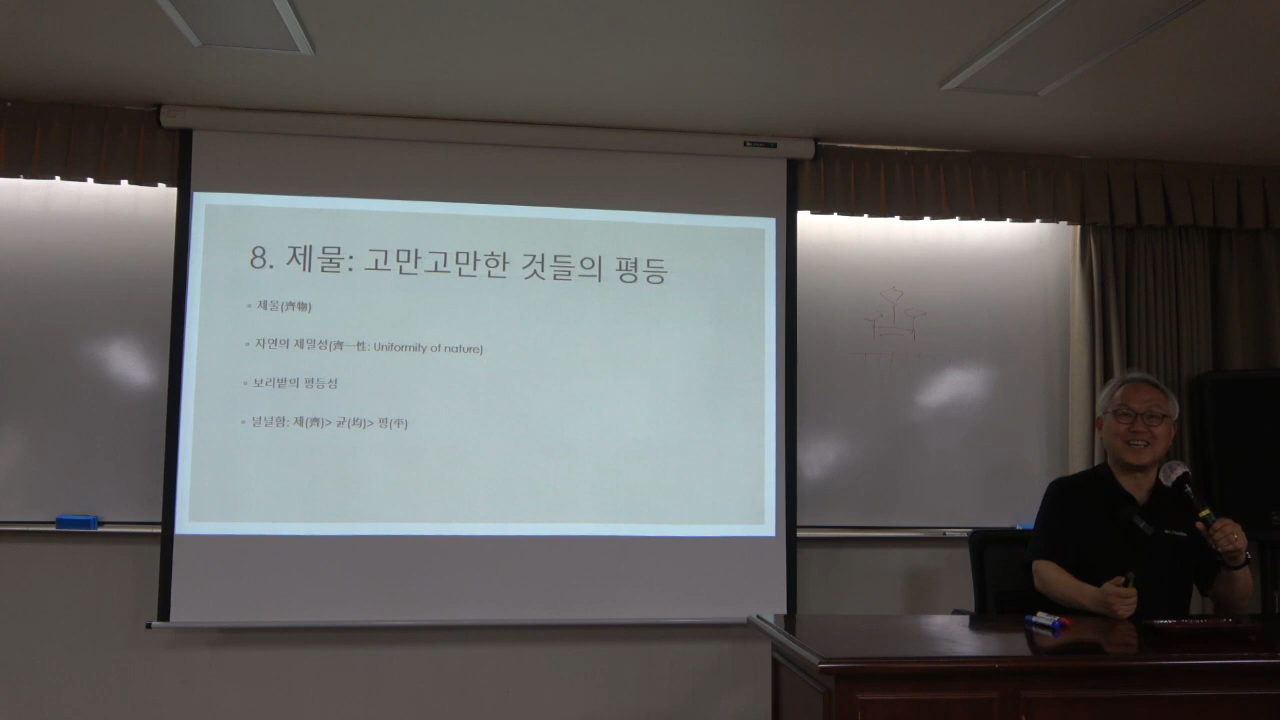 8. 제물: 고만고만한 것들의 평등
• 제물(齊物)
• 자연의 제일성(齊一性: Uniformity of nature)
• 보리밭의 평등성
• 널널함: 제(齊)> 균(均)> 평(平)